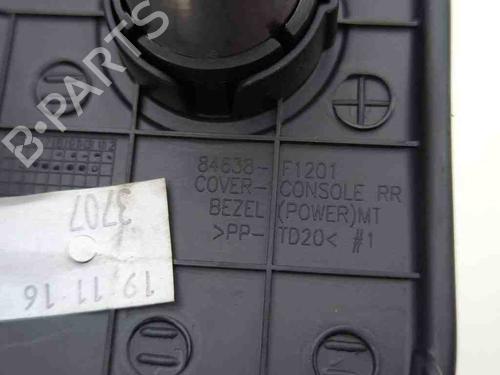 B-PARTS
84638-F1201
COVER-CONSOLE RR
BEZEL (POWER)MT
>PP-TD20< #1
3707
19 11 16